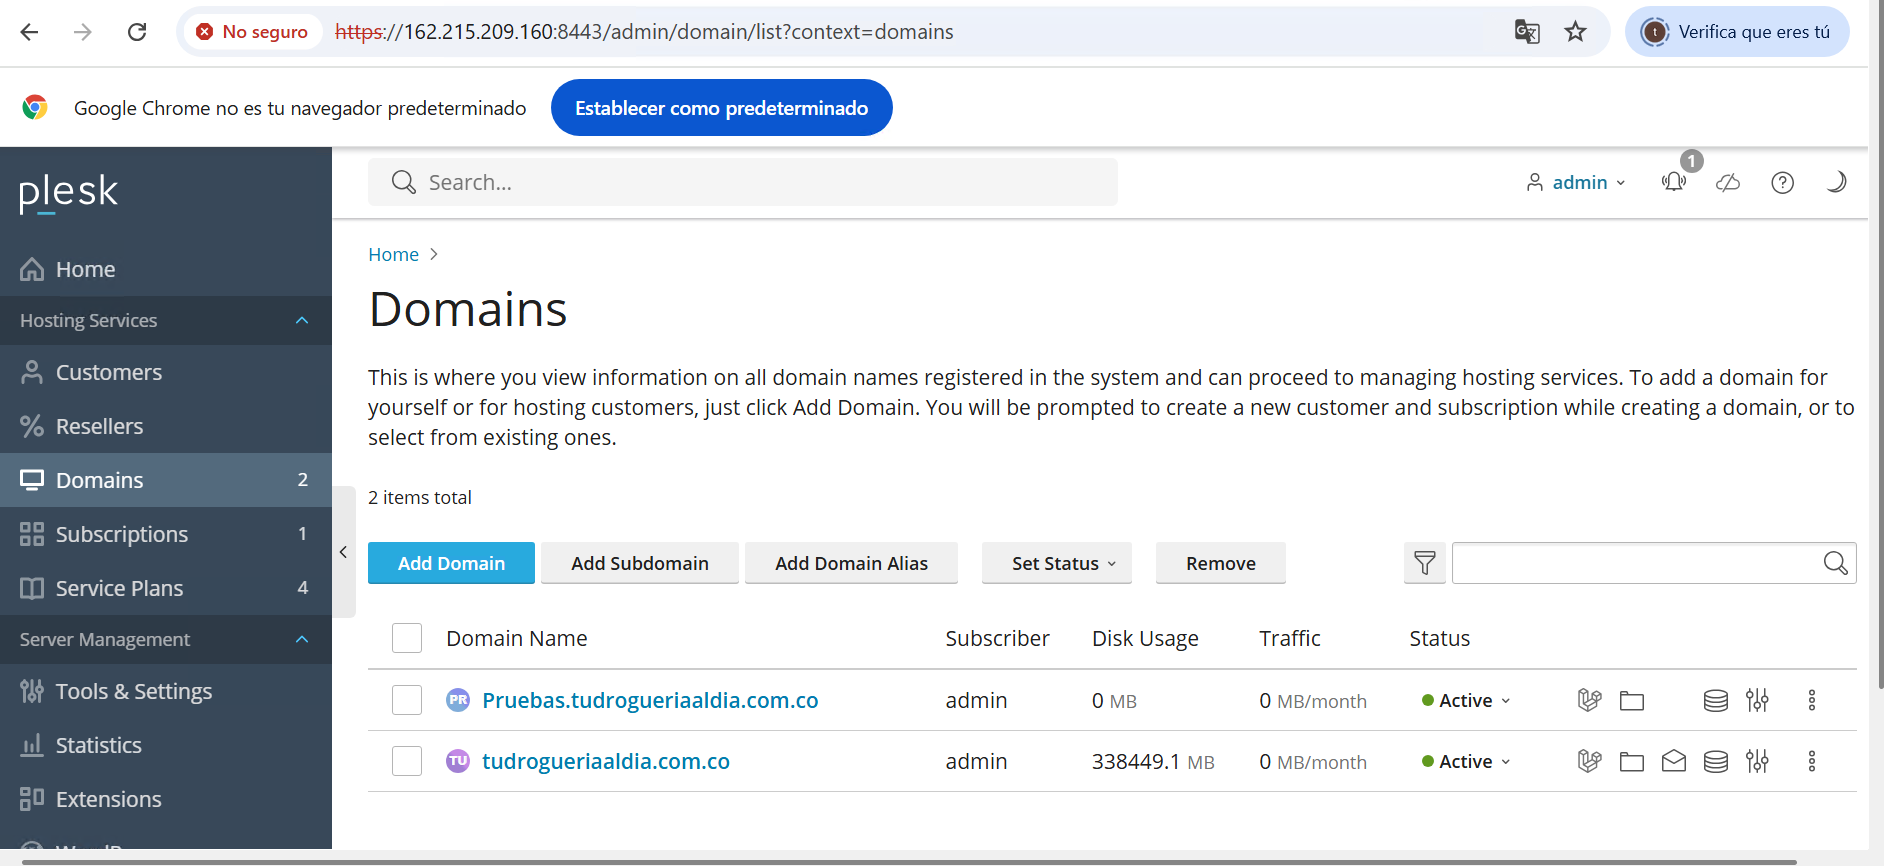 No seguro https://162.215.209.160:8443/admin/domain/list?context=domains Verifica que eres tú
Google Chrome no es tu navegador predeterminado Establecer como predeterminado
plesk
Search...
admin 1
Home
Hosting Services
Customers
Resellers
Domains 2
Subscriptions 1
Service Plans 4
Server Management
Tools & Settings
Statistics
Extensions
Home
Domains
This is where you view information on all domain names registered in the system and can proceed to managing hosting services. To add a domain for
yourself or for hosting customers, just click Add Domain. You will be prompted to create a new customer and subscription while creating a domain, or to
select from existing ones.
2 items total
Add Domain Add Subdomain Add Domain Alias Set Status Remove
Domain Name Subscriber Disk Usage Traffic Status
PR Pruebas.tudrogueriaaldia.com.co admin 0 MB 0 MB/month Active
TU tudrogueriaaldia.com.co admin 338449.1 MB 0 MB/month Active